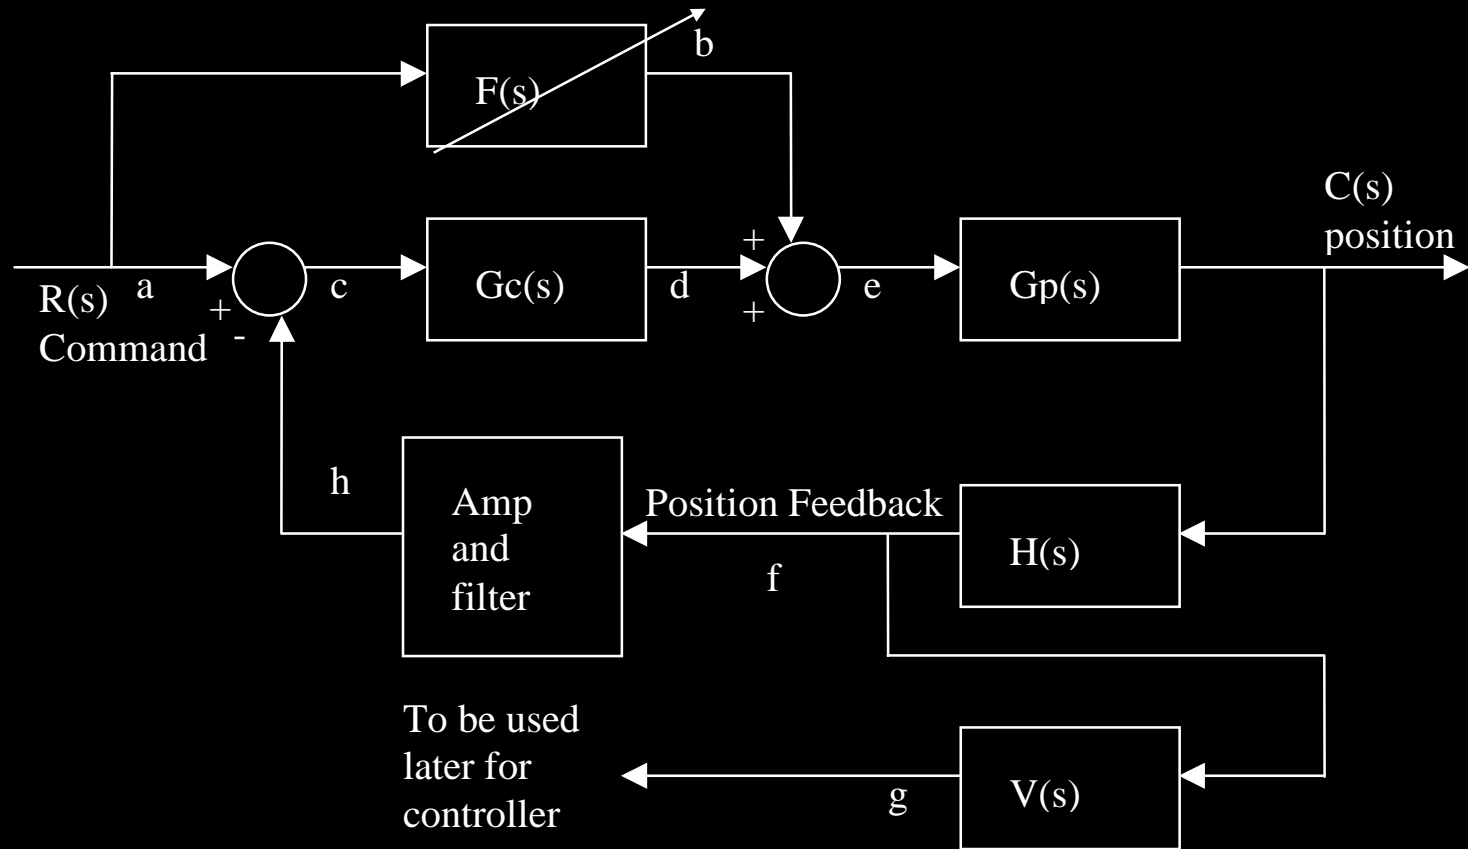 b
F(s)
C(s)
position
+
a
c
Gc(s)
d
e
Gp(s)
R(s)
+
+
-
Command
h
Amp
and
filter
Position Feedback
f
H(s)
To be used
later for
controller
g
V(s)